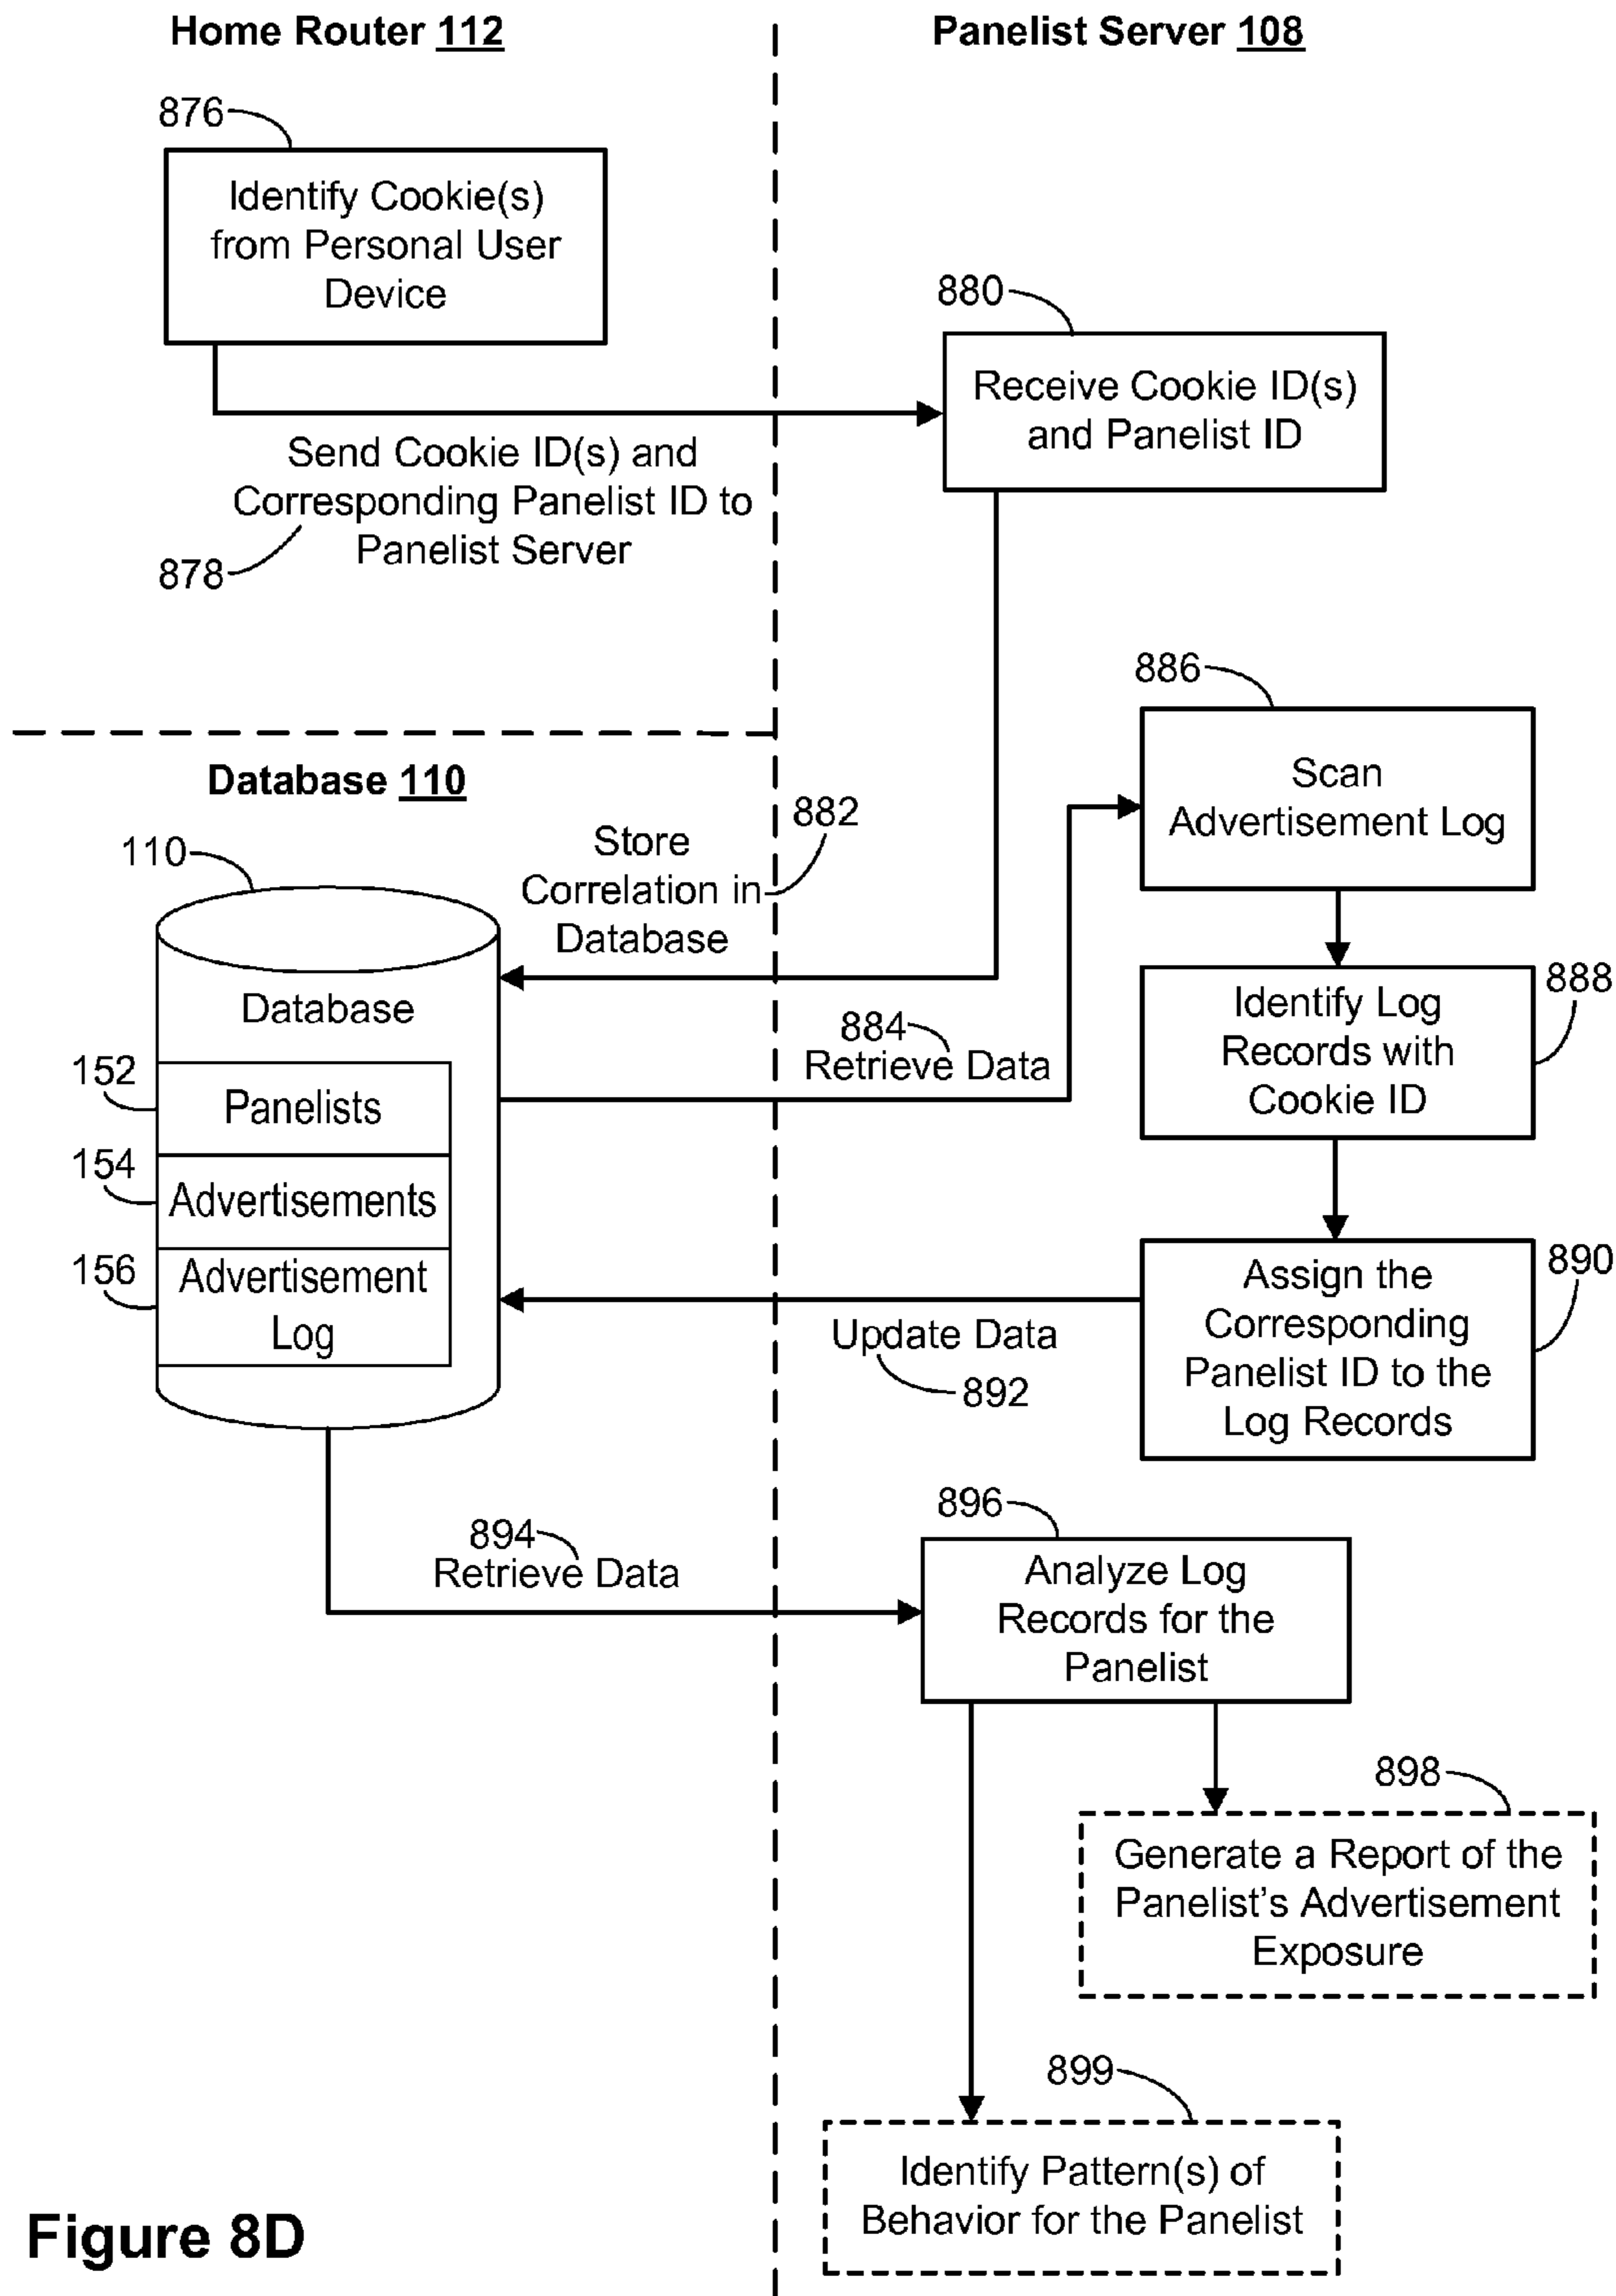 Home Router 112
Panelist Server 108
876
Identify Cookie(s)
from Personal User
Device
880
Receive Cookie ID(s)
and Panelist ID
Send Cookie ID(s) and
Corresponding Panelist ID to
Panelist Server
878
886
Scan
Advertisement Log
Database 110
882
Store
Correlation in
Database
110
Database
888
Identify Log
Records with
Cookie ID
884
Retrieve Data
152
Panelists
154
Advertisements
156
Advertisement
Log
890
Assign the
Corresponding
Panelist ID to the
Log Records
Update Data
892
894
Retrieve Data
896
Analyze Log
Records for the
Panelist
898
Generate a Report of the
Panelist's Advertisement
Exposure
899
Identify Pattern(s) of
Behavior for the Panelist
Figure 8D